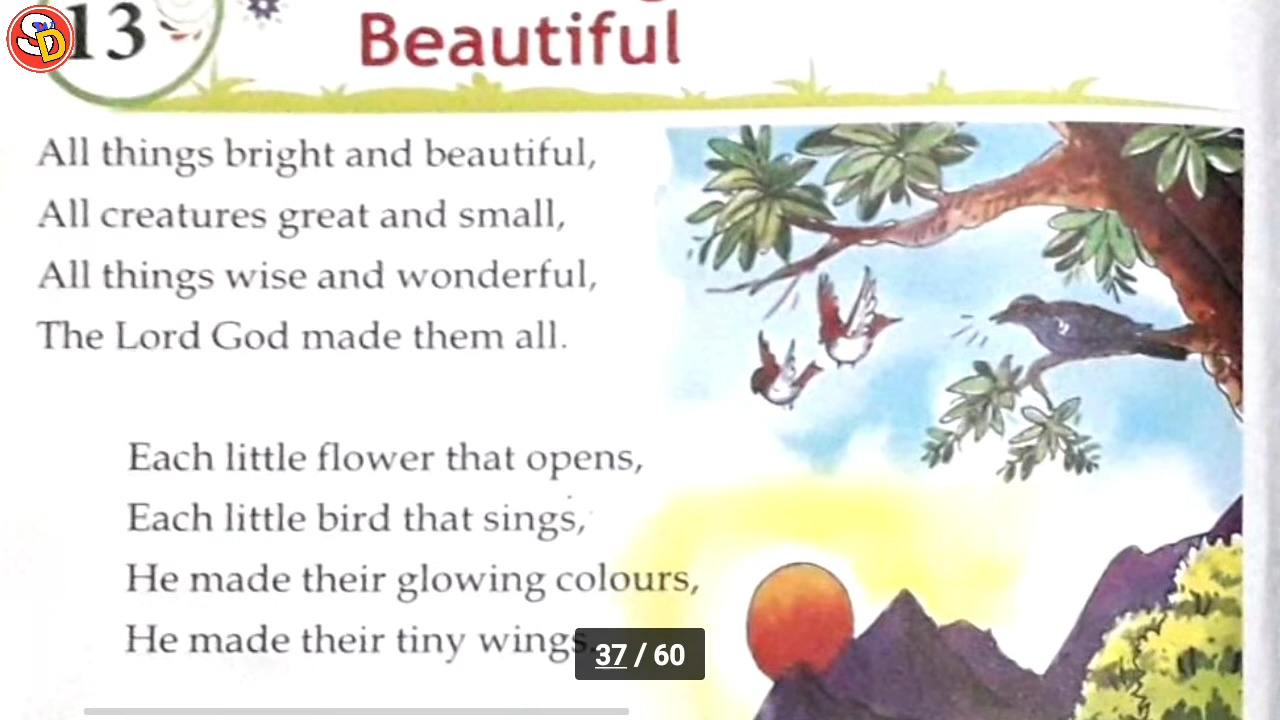 SD
13
Beautiful
All things bright and beautiful,
All creatures great and small,
All things wise and wonderful,
The Lord God made them all.
Each little flower that opens,
Each little bird that sings,
He made their glowing colours,
He made their tiny wings.
37 / 60